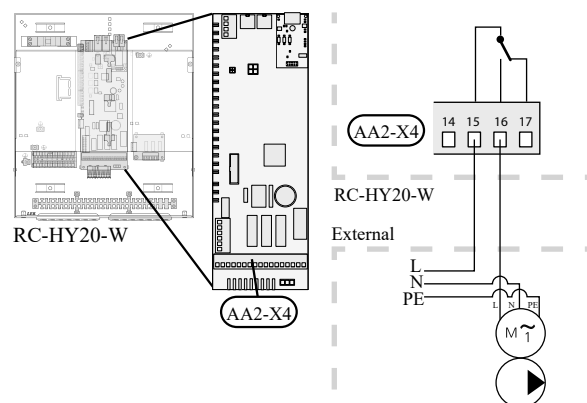 RC-HY20-W
AA2-X4
AA2-X4
14 15 16 17
RC-HY20-W
External
L
N
PE
L N PE
M ~ 1